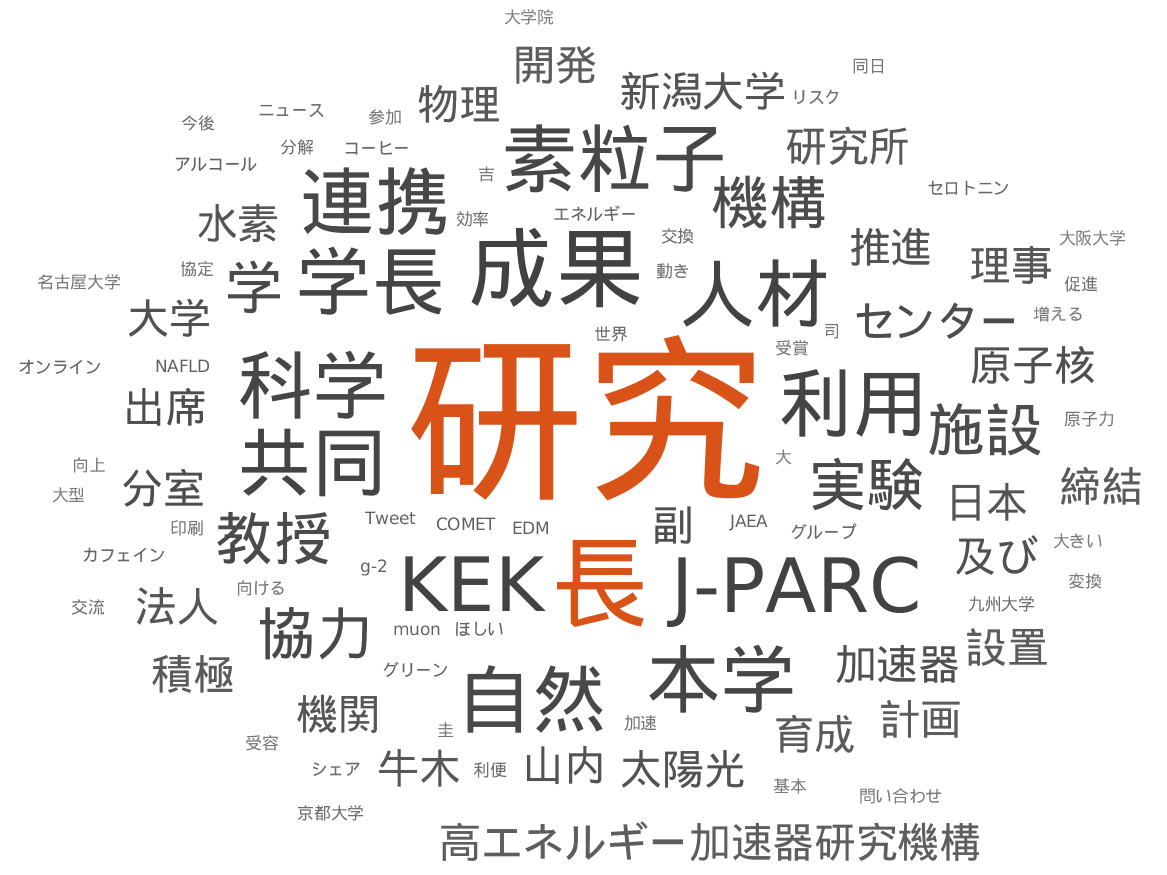 大学院
開発
同日
新潟大学
リスク
物理
ニュース
参加
今後
素粒子
研究所
分解
コーヒー
アルコール
吉
連携
機構
セロトニン
水素
効率
エネルギー
交換
推進
大阪大学
協定
学
学長
成果
動き
人材
理事
名古屋大学
促進
大学
世界
司
センター
増える
受賞
オンライン
NAFLD
科学
研究
利用
原子核
出席
施設
原子力
共同
向上
大
大型
分室
実験
日本
締結
印刷
教授
Tweet
COMET
EDM
副
JAEA
グループ
大きい
カフェイン
及び
g-2
KEK
長
J-PARC
変換
向ける
交流
法人
九州大学
協力
muon
ほしい
設置
積極
グリーン
自然
本学
加速器
機関
圭
加速
育成
計画
受容
シェア
牛木
利便
山内
太陽光
基本
問い合わせ
京都大学
高エネルギー加速器研究機構